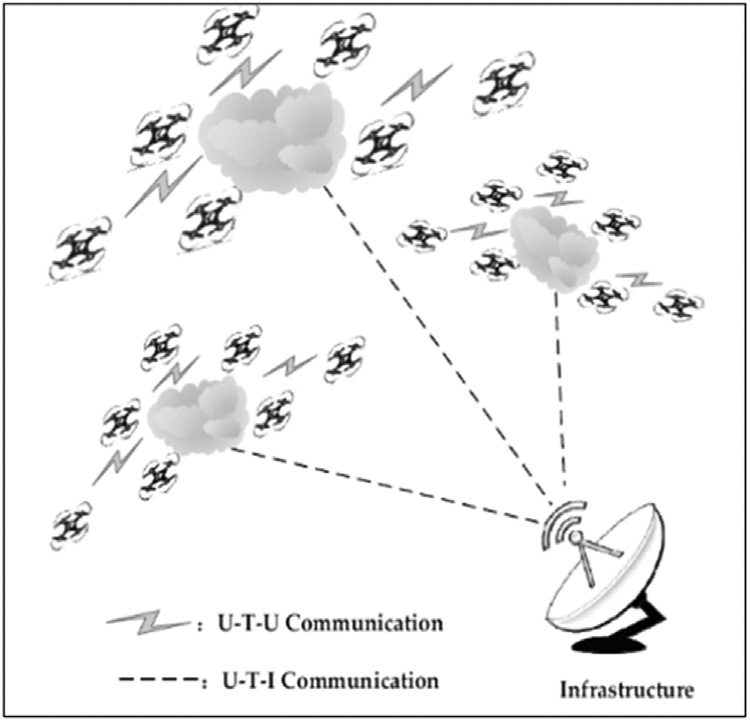 : U-T-U Communication
: U-T-I Communication
Infrastructure